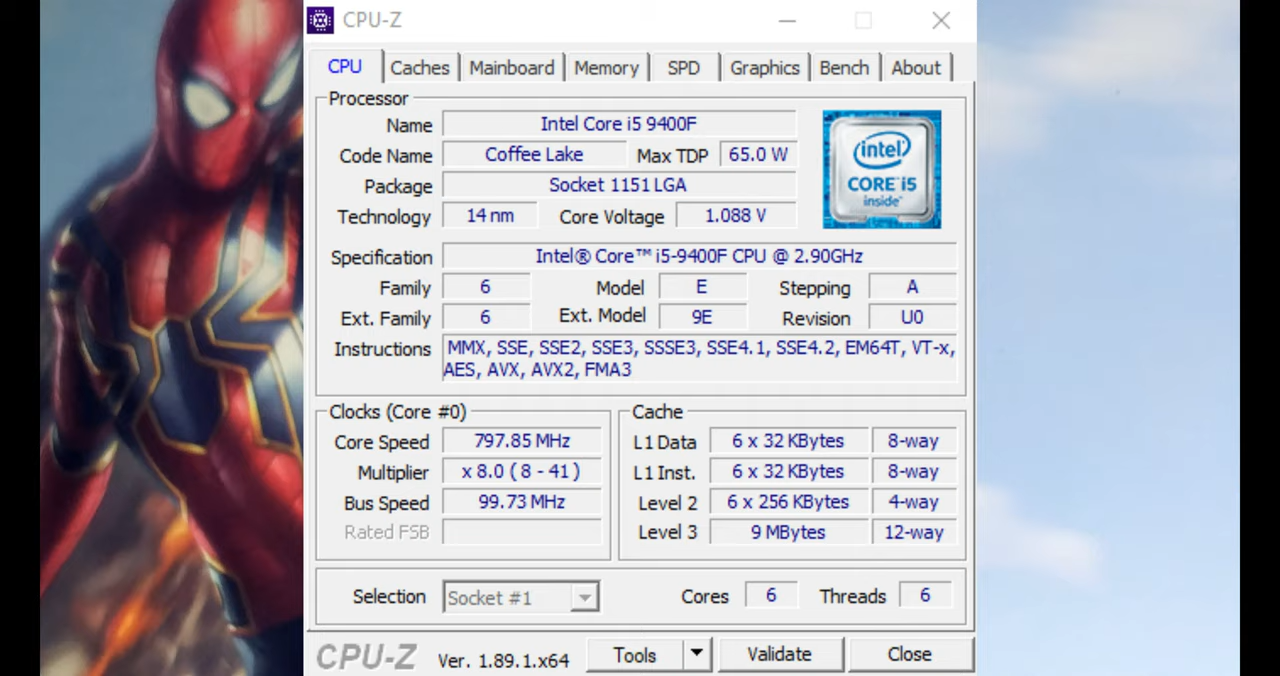 CPU-Z
CPU Caches Mainboard Memory SPD Graphics Bench About
Processor
Name Intel Core i5 9400F
Code Name Coffee Lake Max TDP 65.0 W
Package Socket 1151 LGA
Technology 14 nm Core Voltage 1.088 V
intel
CORE i5
inside
Specification Intel® Core™ i5-9400F CPU @ 2.90GHz
Family 6 Model E Stepping A
Ext. Family 6 Ext. Model 9E Revision U0
Instructions MMX, SSE, SSE2, SSE3, SSSE3, SSE4.1, SSE4.2, EM64T, VT-x,
AES, AVX, AVX2, FMA3
Clocks (Core #0)
Core Speed 797.85 MHz
Multiplier x 8.0 ( 8 - 41 )
Bus Speed 99.73 MHz
Rated FSB
Cache
L1 Data 6 x 32 KBytes 8-way
L1 Inst. 6 x 32 KBytes 8-way
Level 2 6 x 256 KBytes 4-way
Level 3 9 MBytes 12-way
Selection Socket #1 Cores 6 Threads 6
CPU-Z Ver. 1.89.1.x64 Tools Validate Close